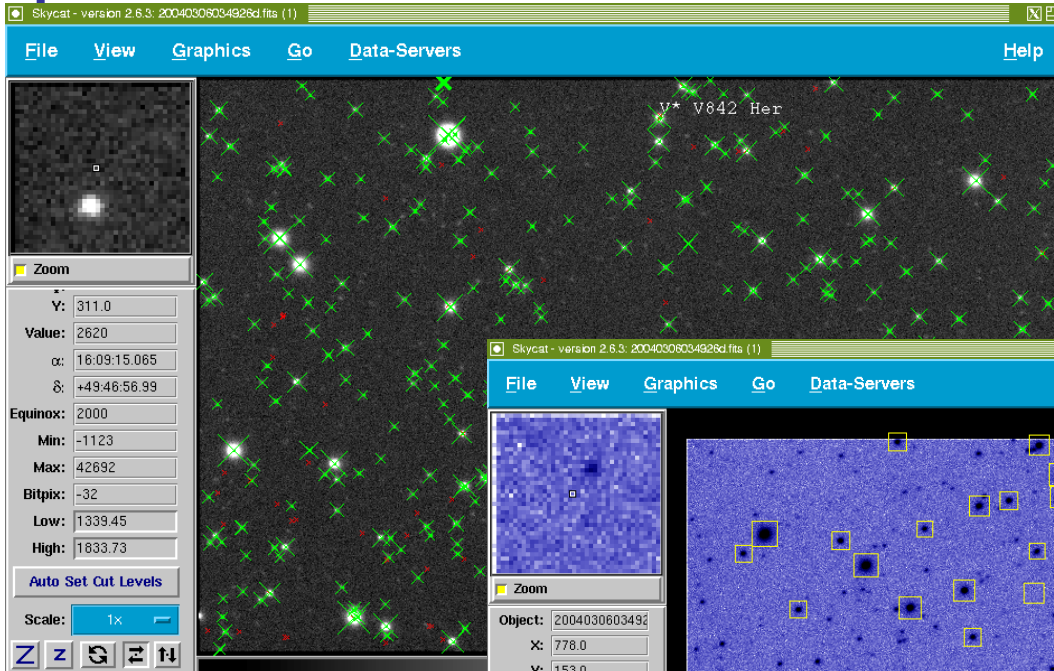 Skycat - version 2.6.3: 20040306034926d.fits (1)
File View Graphics Go Data-Servers Help
V* V842 Her
Zoom
Y: 311.0
Value: 2620
α: 16:09:15.065
δ: +49:46:56.99
Equinox: 2000
Min: -1123
Max: 42692
Bitpix: -32
Low: 1339.45
High: 1833.73
Auto Set Cut Levels
Scale: 1x
Z z
Skycat - version 2.6.3: 20040306034926d.fits (1)
File View Graphics Go Data-Servers
Zoom
Object: 2004030603492
X: 778.0
Y: 153.0